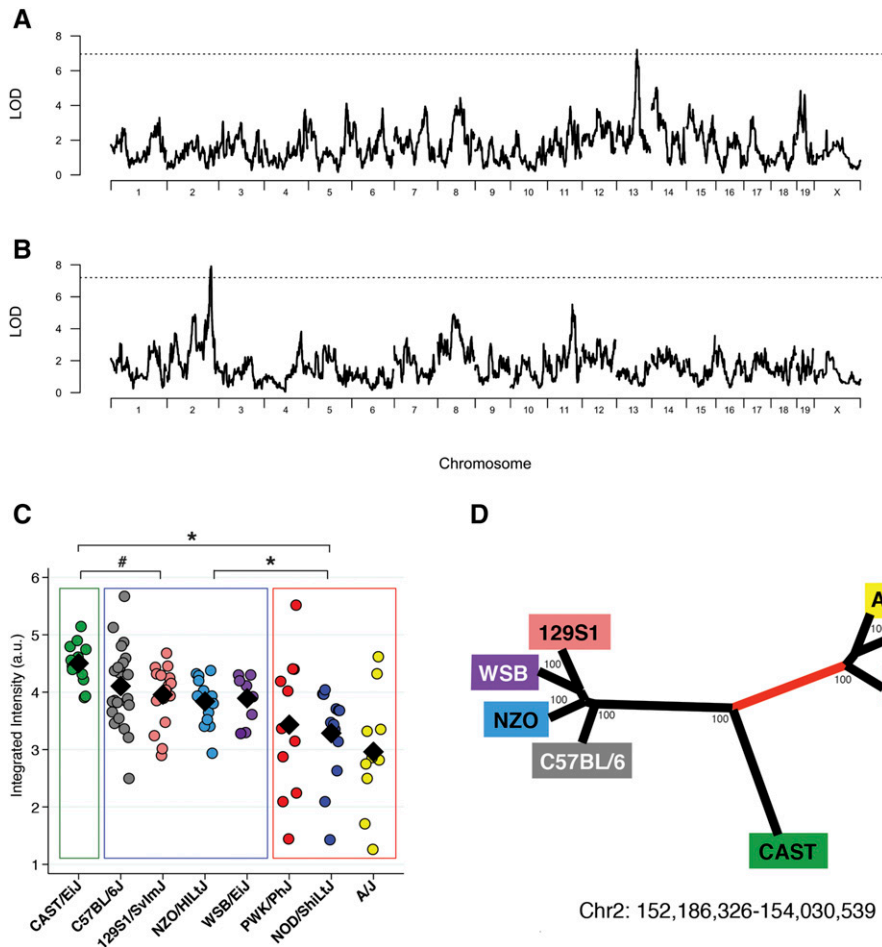 A
LOD
8
6
4
2
0
1 2 3 4 5 6 7 8 9 10 11 12 13 14 15 16 17 18 19 X
B
LOD
8
6
4
2
0
1 2 3 4 5 6 7 8 9 10 11 12 13 14 15 16 17 18 19 X
Chromosome
C
*
# *
Integrated Intensity (a.u.)
6
5
4
3
2
1
CAST/EiJ
C57BL/6J
129S1/SvImJ
NZO/HILtJ
WSB/EiJ
PWK/PhJ
NOD/ShiLtJ
A/J
D
A
129S1
WSB
NZO
C57BL/6
CAST
100
100
100
100
100
100
10
Chr2: 152,186,326-154,030,539